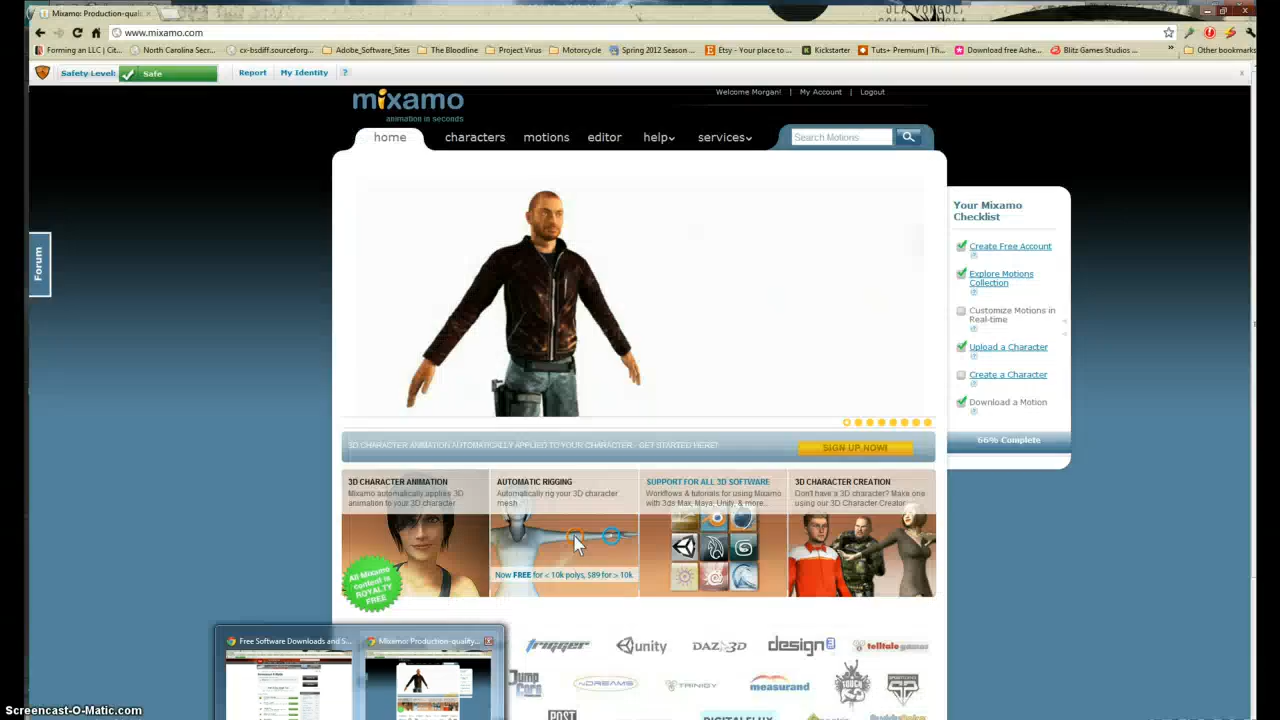 Mixamo: Production-quali
www.mixamo.com
Forming an LLC | Cit...
North Carolina Secr...
cx-bsdiff.sourceforg...
Adobe_Software_Sites
The Bloodline
Project Virus
Motorcycle
Spring 2012 Season ...
Etsy - Your place to ...
Kickstarter
Tuts+ Premium | Th...
Download free Ashe...
Blitz Games Studios ...
»
Other bookmarks
Safety Level:
Safe
Report
My Identity
?
x
Welcome Morgan! | My Account | Logout
mixamo
animation in seconds
home
characters
motions
editor
help
services
Search Motions
Forum
Your Mixamo
Checklist
Create Free Account
Explore Motions
Collection
Customize Motions in
Real-time
Upload a Character
Create a Character
Download a Motion
66% Complete
3D CHARACTER ANIMATION AUTOMATICALLY APPLIED TO YOUR CHARACTER - GET STARTED HERE!
SIGN UP NOW!
3D CHARACTER ANIMATION
Mixamo automatically applies 3D
animation to your 3D character
All Mixamo
content is
ROYALTY
FREE
AUTOMATIC RIGGING
Automatically rig your 3D character
mesh
Now FREE for < 10k polys, $89 for > 10k
SUPPORT FOR ALL 3D SOFTWARE
Workflows & tutorials for using Mixamo
with 3ds Max, Maya, Unity, & more...
3D CHARACTER CREATION
Don't have a 3D character? Make one
using our 3D Character Creator
Free Software Downloads and S...
Mixamo: Production-quality...
trigger
unity
DAZ3D
design3
telltale games
Jump
Core
nDREAMS
TRINIGY
measurand
TOUCH
POST
DIGITALFLUX
Screencast-O-Matic.com